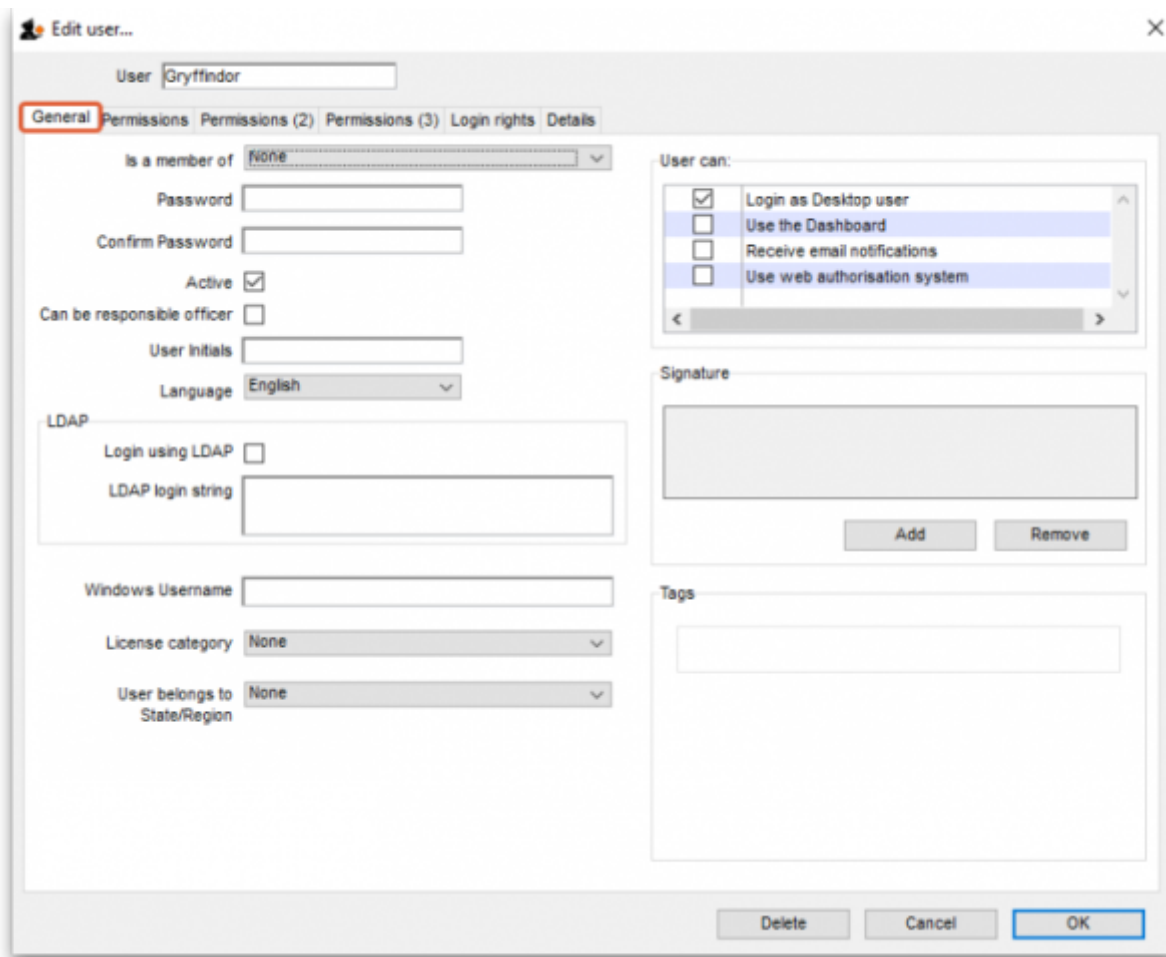 Edit user...
User Gryffindor
General Permissions Permissions (2) Permissions (3) Login rights Details
Is a member of None
Password
Confirm Password
Active
Can be responsible officer
User Initials
Language English
LDAP
Login using LDAP
LDAP login string
Windows Username
License category None
User belongs to None
State/Region
User can:
Login as Desktop user
Use the Dashboard
Receive email notifications
Use web authorisation system
Signature
Add Remove
Tags
Delete Cancel OK